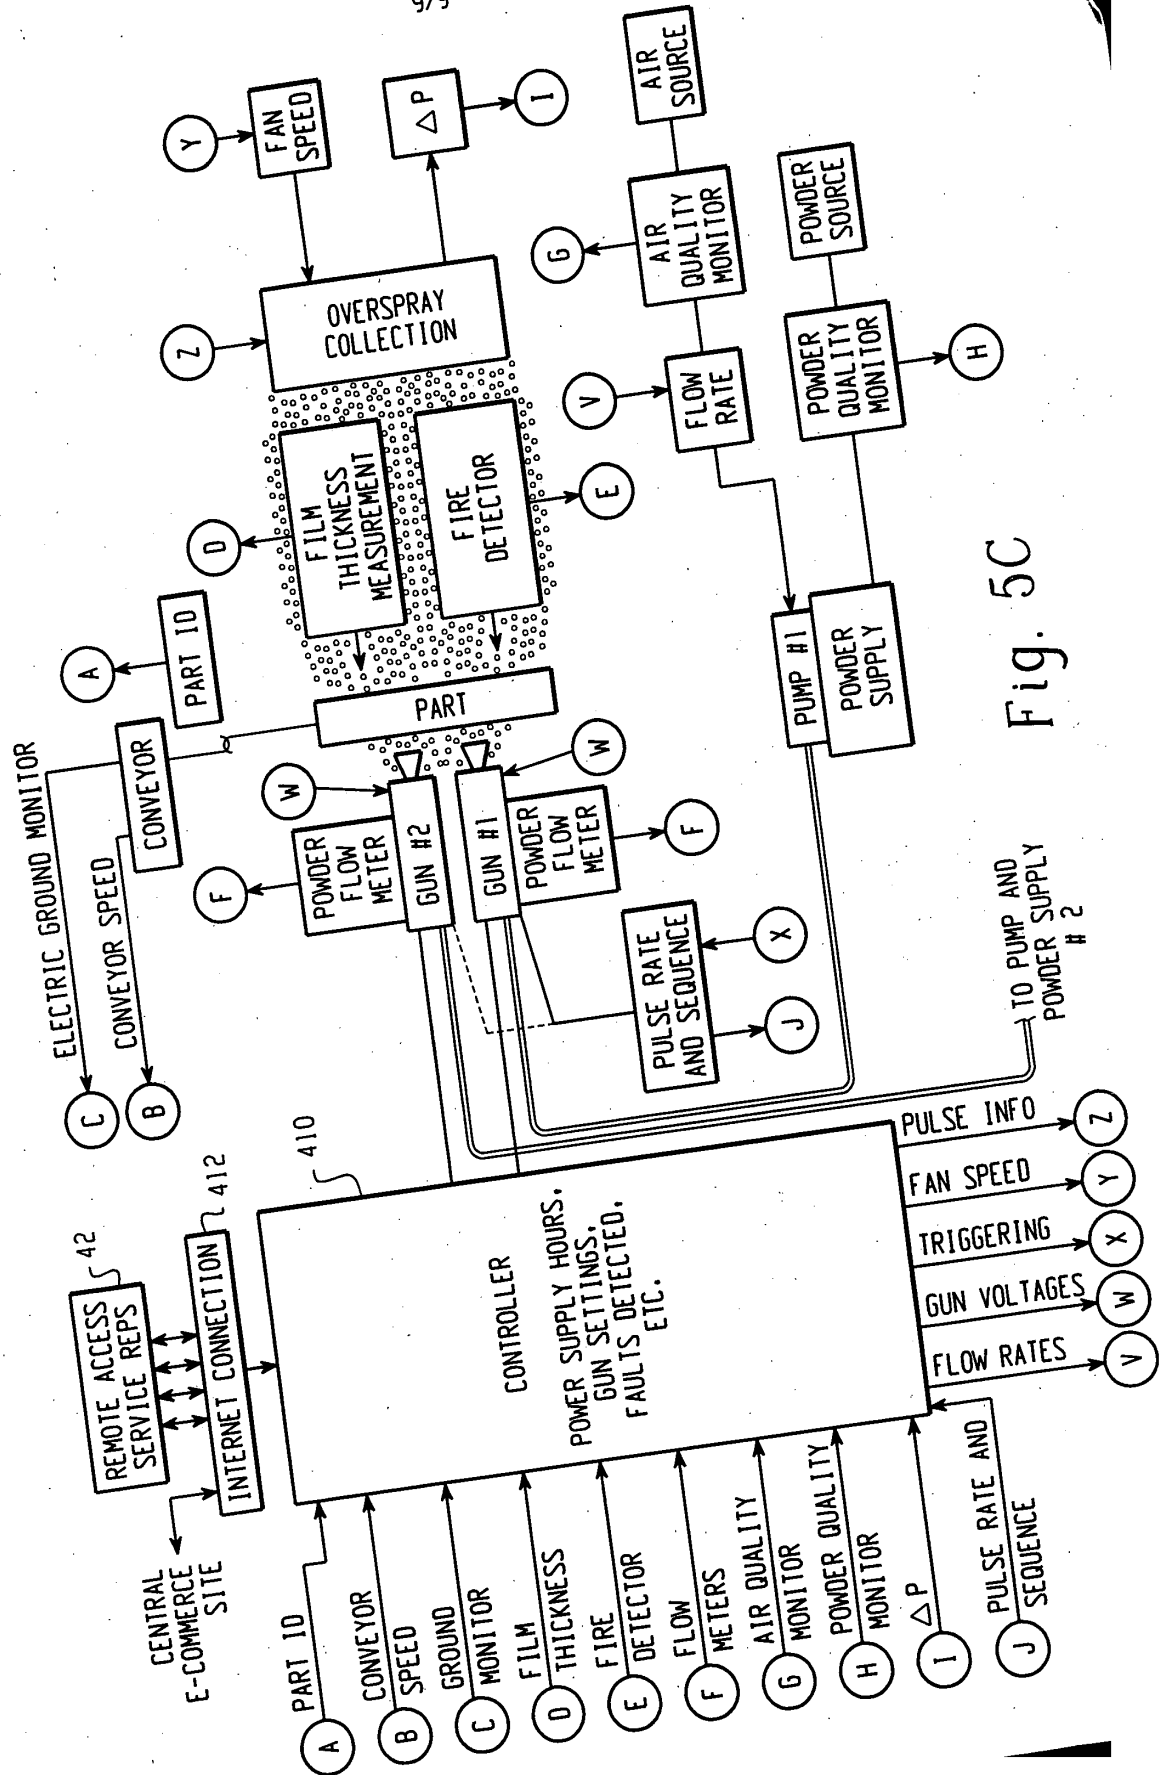 5/9
REMOTE ACCESS
SERVICE REPS
42
INTERNET CONNECTION
412
CENTRAL
E-COMMERCE
SITE
410
CONTROLLER
POWER SUPPLY HOURS,
GUN SETTINGS,
FAULTS DETECTED,
ETC.
A
PART ID
B
CONVEYOR
SPEED
C
GROUND
MONITOR
D
FILM
THICKNESS
E
FIRE
DETECTOR
F
FLOW
METERS
G
AIR QUALITY
MONITOR
H
POWDER QUALITY
MONITOR
I
△P
J
PULSE RATE AND
SEQUENCE
PULSE INFO
Z
FAN SPEED
Y
TRIGGERING
X
GUN VOLTAGES
W
FLOW RATES
V
C
ELECTRIC GROUND MONITOR
B
CONVEYOR SPEED
CONVEYOR
A
PART ID
F
POWDER
FLOW
METER
W
GUN #2
GUN #1
W
POWDER
FLOW
METER
F
PULSE RATE
AND SEQUENCE
J
X
PART
D
FILM
THICKNESS
MEASUREMENT
FIRE
DETECTOR
E
Z
OVERSPRAY
COLLECTION
Y
FAN
SPEED
△P
I
AIR
SOURCE
AIR
QUALITY
MONITOR
G
V
FLOW
RATE
POWDER
SOURCE
POWDER
QUALITY
MONITOR
H
PUMP #1
POWDER
SUPPLY
TO PUMP AND
POWDER SUPPLY
# 2
Fig. 5C